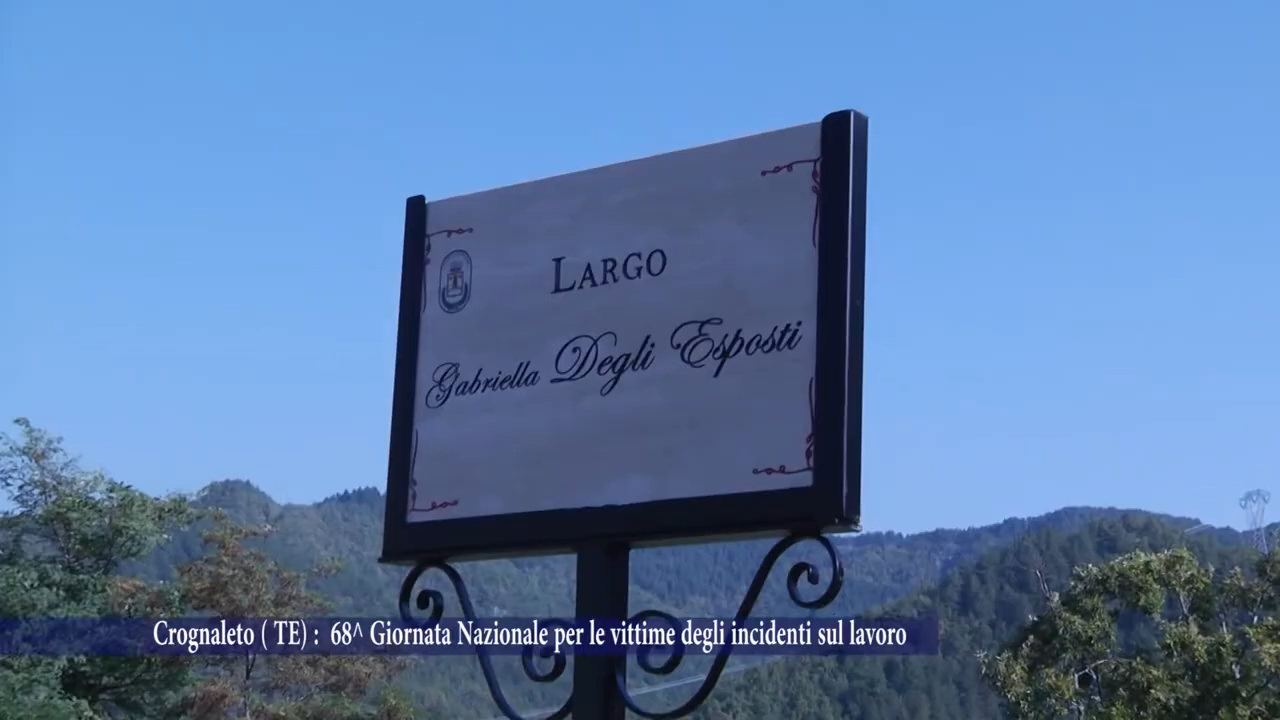 LARGO
Gabriella Degli Esposti
Crognaleto ( TE) : 68^ Giornata Nazionale per le vittime degli incidenti sul lavoro